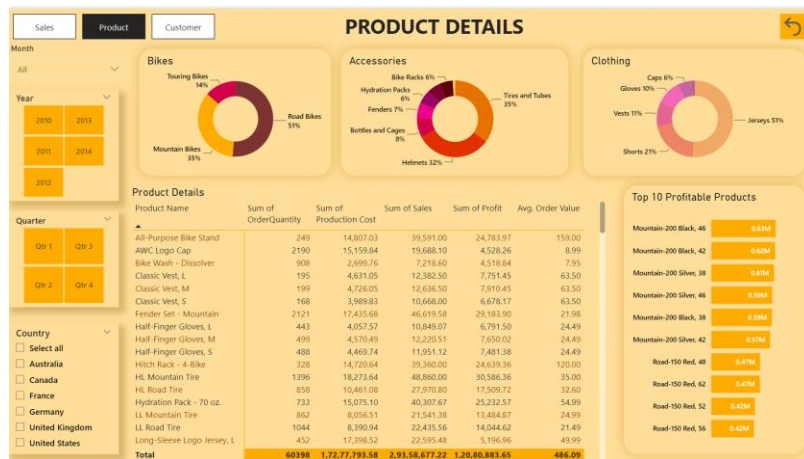 Sales Product Customer
PRODUCT DETAILS
Month
All
Year
2010 2013
2011 2014
2012
Quarter
Qtr 1 Qtr 3
Qtr 2 Qtr 4
Country
Select all
Australia
Canada
France
Germany
United Kingdom
United States
Bikes
Touring Bikes
14%
Road Bikes
51%
Mountain Bikes
35%
Accessories
Bike Racks 6%
Hydration Packs
6%
Fenders 7%
Bottles and Cages
8%
Helmets 32%
Tires and Tubes
35%
Clothing
Caps 6%
Gloves 10%
Vests 11%
Shorts 21%
Jerseys 51%
Product Details
Product Name Sum of OrderQuantity Sum of Production Cost Sum of Sales Sum of Profit Avg. Order Value
All-Purpose Bike Stand 249 14,807.03 39,591.00 24,783.97 159.00
AWC Logo Cap 2190 15,159.84 19,688.10 4,528.26 8.99
Bike Wash - Dissolver 908 2,699.76 7,218.60 4,518.84 7.95
Classic Vest, L 195 4,631.05 12,382.50 7,751.45 63.50
Classic Vest, M 199 4,726.05 12,636.50 7,910.45 63.50
Classic Vest, S 168 3,989.83 10,668.00 6,678.17 63.50
Fender Set - Mountain 2121 17,435.68 46,619.58 29,183.90 21.98
Half-Finger Gloves, L 443 4,057.57 10,849.07 6,791.50 24.49
Half-Finger Gloves, M 499 4,570.49 12,220.51 7,650.02 24.49
Half-Finger Gloves, S 488 4,469.74 11,951.12 7,481.38 24.49
Hitch Rack - 4-Bike 328 14,720.64 39,360.00 24,639.36 120.00
HL Mountain Tire 1396 18,273.64 48,860.00 30,586.36 35.00
HL Road Tire 858 10,461.08 27,970.80 17,509.72 32.60
Hydration Pack - 70 oz. 733 15,075.10 40,307.67 25,232.57 54.99
LL Mountain Tire 862 8,056.51 21,541.38 13,484.87 24.99
LL Road Tire 1044 8,390.94 22,435.56 14,044.62 21.49
Long-Sleeve Logo Jersey, L 452 17,398.52 22,595.48 5,196.96 49.99
Total 60398 1,72,77,793.58 2,93,58,677.22 1,20,80,883.65 486.09
Top 10 Profitable Products
Mountain-200 Black, 46 0.63M
Mountain-200 Black, 42 0.62M
Mountain-200 Silver, 38 0.61M
Mountain-200 Silver, 46 0.59M
Mountain-200 Black, 38 0.59M
Mountain-200 Silver, 42 0.57M
Road-150 Red, 48 0.47M
Road-150 Red, 62 0.47M
Road-150 Red, 52 0.42M
Road-150 Red, 56 0.42M